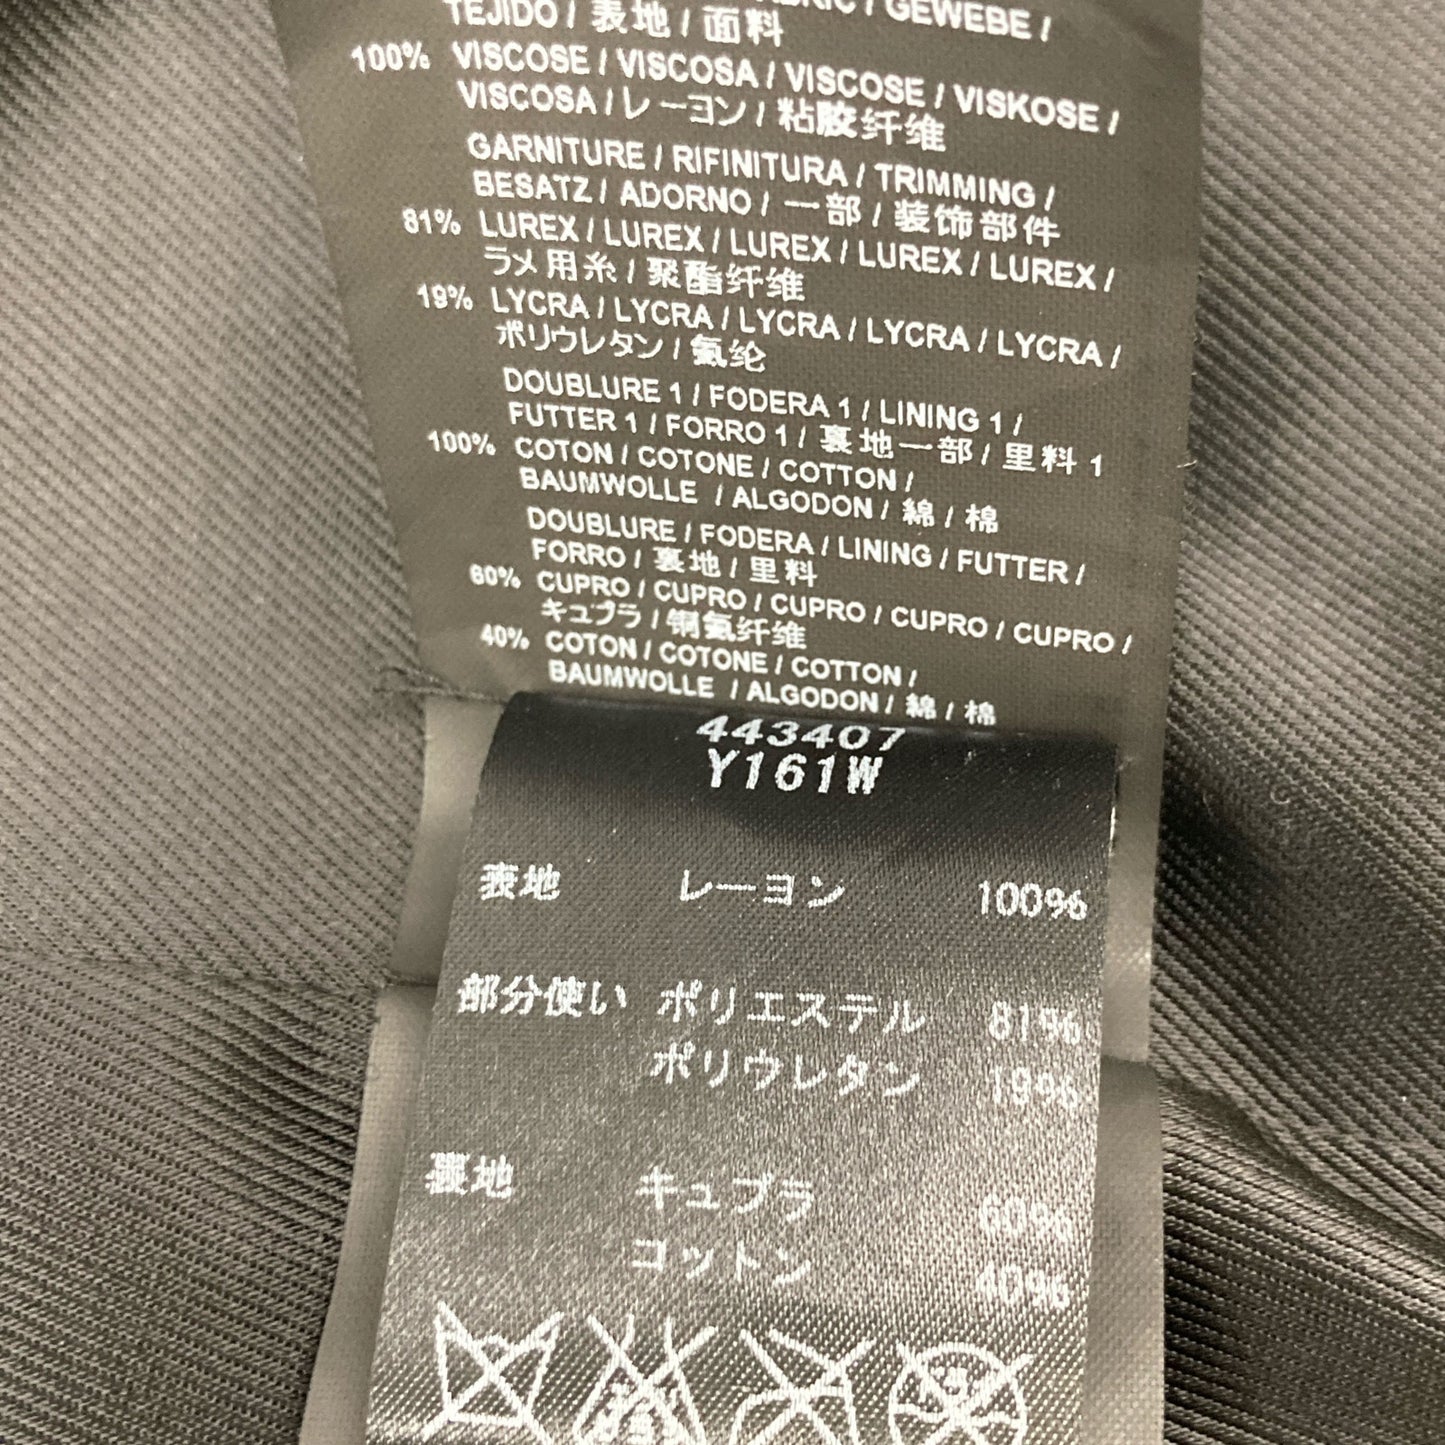 / GEWEBE /
TEJIDO / 表地 / 面料
100% VISCOSE / VISCOSA / VISCOSE / VISKOSE /
VISCOSA / レーヨン / 粘胶纤维
GARNITURE / RIFINITURA / TRIMMING /
BESATZ / ADORNO / 一部 / 装饰部件
81% LUREX / LUREX / LUREX / LUREX / LUREX /
ラメ用糸 / 聚酯纤维
19% LYCRA / LYCRA / LYCRA / LYCRA / LYCRA /
ポリウレタン / 氨纶
DOUBLURE 1 / FODERA 1 / LINING 1 /
FUTTER 1 / FORRO 1 / 裏地一部 / 里料 1
100% COTON / COTONE / COTTON /
BAUMWOLLE / ALGODON / 綿 / 棉
DOUBLURE / FODERA / LINING / FUTTER /
FORRO / 裏地 / 里料
60% CUPRO / CUPRO / CUPRO / CUPRO / CUPRO /
キュプラ / 铜氨纤维
40% COTON / COTONE / COTTON /
BAUMWOLLE / ALGODON / 綿 / 棉
443407
Y161W
表地 レーヨン 100%
部分使い ポリエステル 81%
ポリウレタン 19%
裏地 キュプラ 60%
コットン 40%